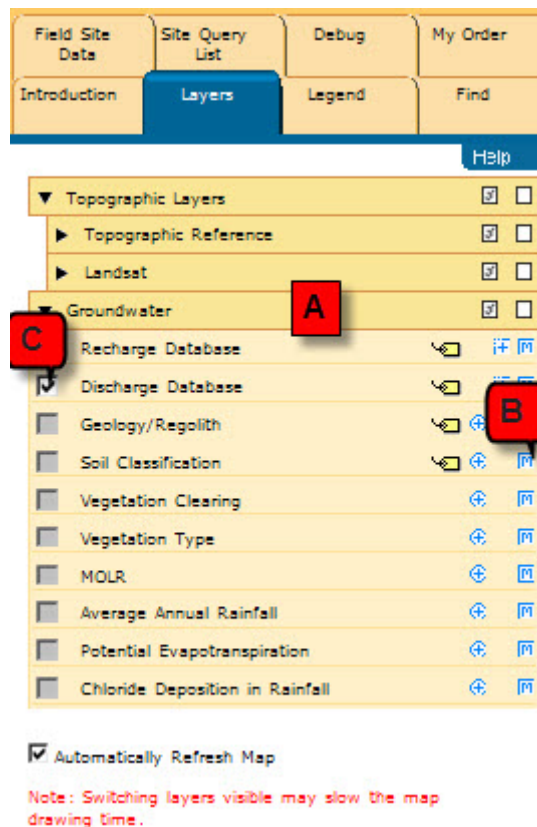 Field Site Data
Site Query List
Debug
My Order
Introduction
Layers
Legend
Find
Help
Topographic Layers
Topographic Reference
Landsat
A
Groundwater
C
Recharge Database
M
Discharge Database
B
Geology/Regolith
Soil Classification
M
Vegetation Clearing
M
Vegetation Type
M
MOLR
M
Average Annual Rainfall
M
Potential Evapotranspiration
M
Chloride Deposition in Rainfall
M
Automatically Refresh Map
Note: Switching layers visible may slow the map
drawing time.